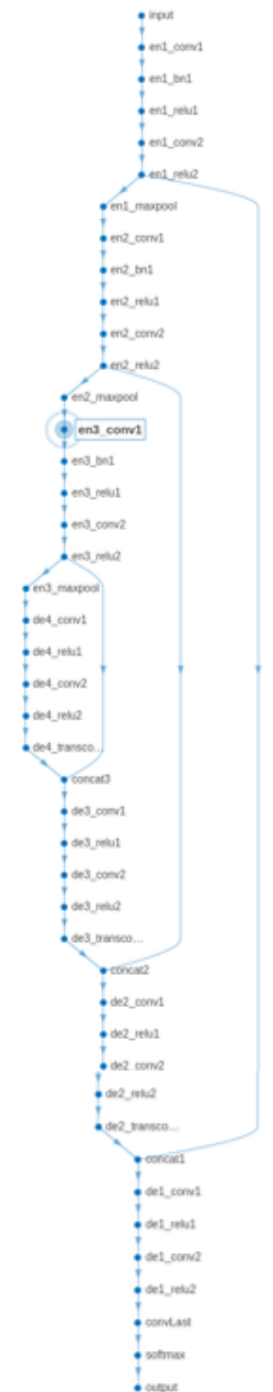 input
en1_conv1
en1_bn1
en1_relu1
en1_conv2
en1_relu2
en1_maxpool
en2_conv1
en2_bn1
en2_relu1
en2_conv2
en2_relu2
en2_maxpool
en3_conv1
en3_bn1
en3_relu1
en3_conv2
en3_relu2
en3_maxpool
de4_conv1
de4_relu1
de4_conv2
de4_relu2
de4_transco...
concat3
de3_conv1
de3_relu1
de3_conv2
de3_relu2
de3_transco...
concat2
de2_conv1
de2_relu1
de2_conv2
de2_relu2
de2_transco...
concat1
de1_conv1
de1_relu1
de1_conv2
de1_relu2
convLast
softmax
output